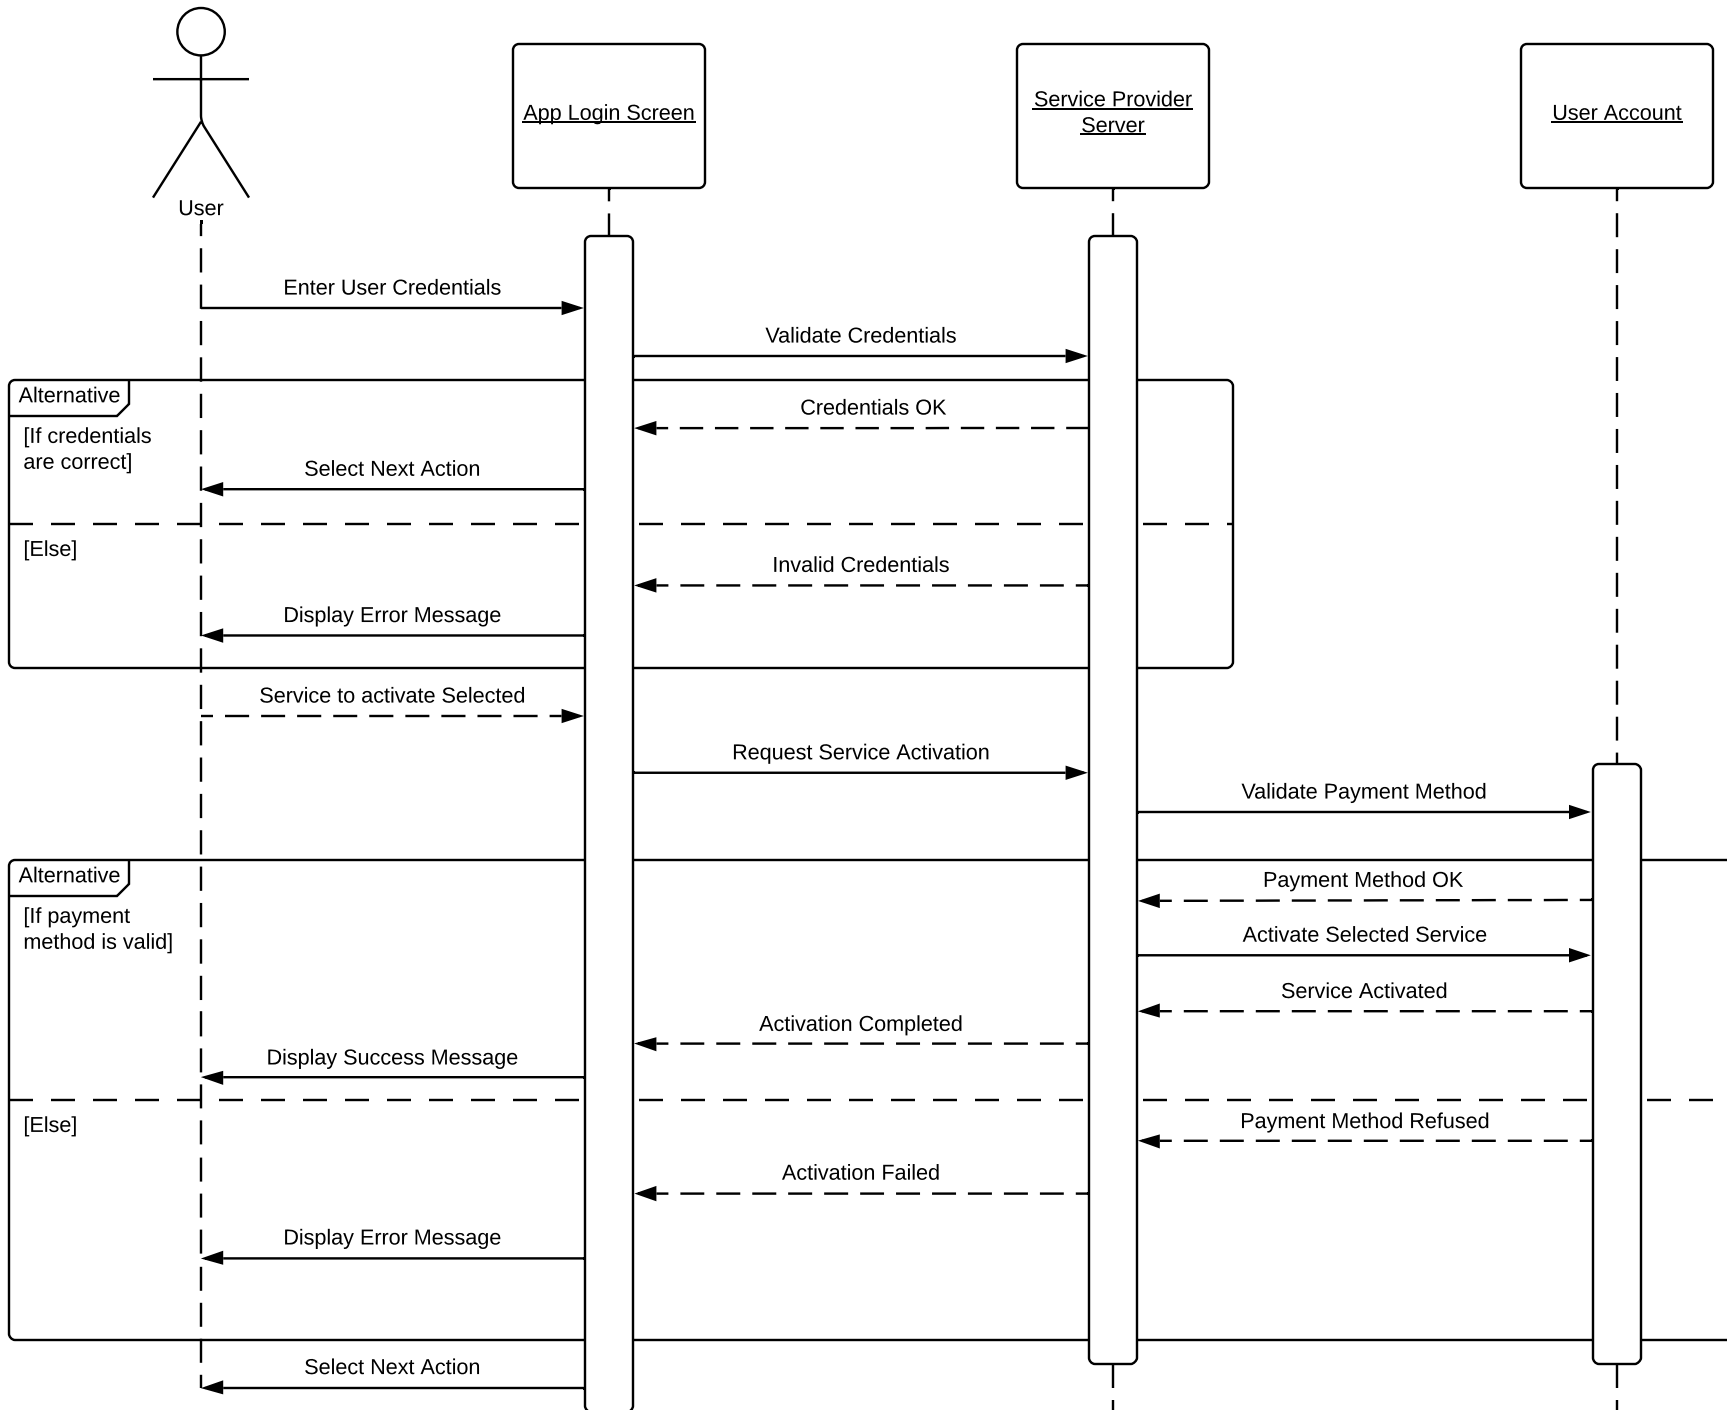 User
App Login Screen
Service Provider
Server
User Account
Enter User Credentials
Validate Credentials
Alternative
[If credentials
are correct]
Credentials OK
Select Next Action
[Else]
Invalid Credentials
Display Error Message
Service to activate Selected
Request Service Activation
Validate Payment Method
Alternative
[If payment
method is valid]
Payment Method OK
Activate Selected Service
Service Activated
Activation Completed
Display Success Message
[Else]
Payment Method Refused
Activation Failed
Display Error Message
Select Next Action